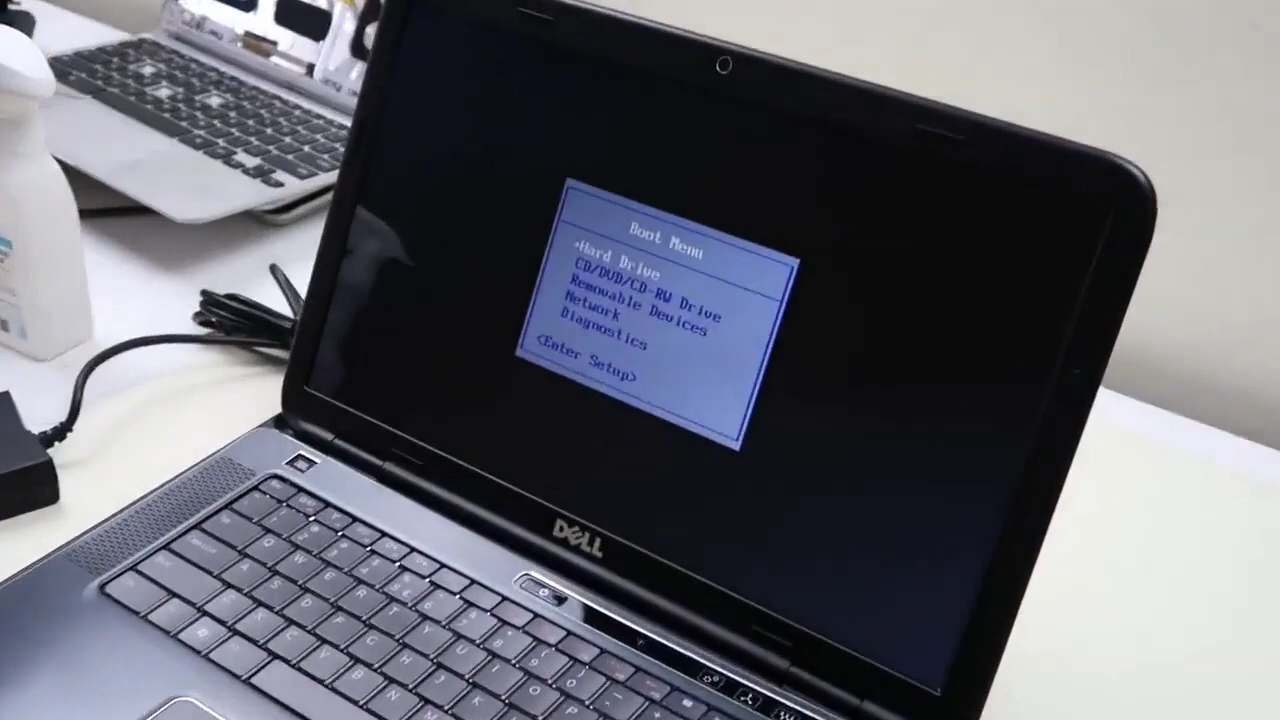 Boot Menu
•Hard Drive
CD/DVD/CD-RW Drive
Removable Devices
Network
Diagnostics
<Enter Setup>
DELL
Q W E R T Y U I O P
A S D F G H J K
Z X C V B N M